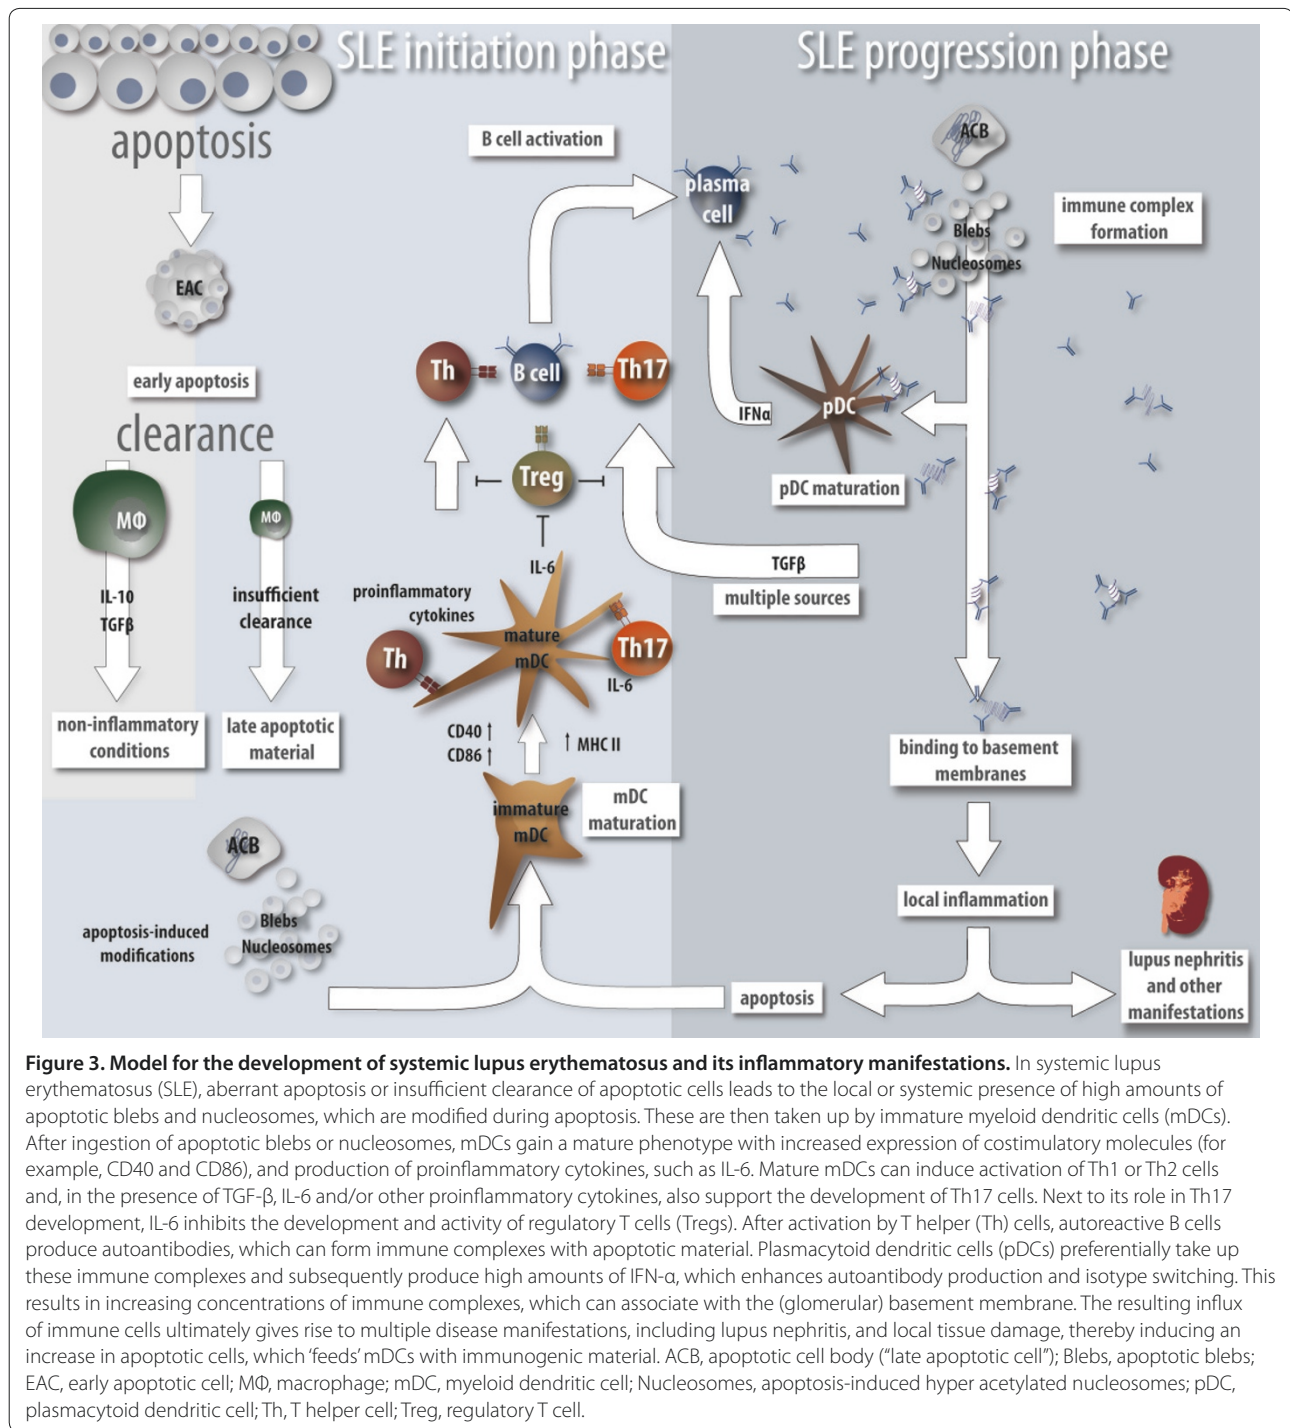 SLE initiation phase
SLE progression phase
apoptosis
EAC
early apoptosis
clearance
MΦ
IL-10
TGFβ
non-inflammatory
conditions
MΦ
insufficient
clearance
late apoptotic
material
ACB
Blebs
Nucleosomes
apoptosis-induced
modifications
B cell activation
Th
B cell
Th17
Treg
IL-6
proinflammatory
cytokines
Th
mature
mDC
Th17
IL-6
CD40 ↑
CD86 ↑
↑ MHC II
immature
mDC
mDC
maturation
plasma
cell
ACB
Blebs
Nucleosomes
immune complex
formation
IFNα
pDC
pDC maturation
TGFβ
multiple sources
binding to basement
membranes
local inflammation
apoptosis
lupus nephritis
and other
manifestations
Figure 3. Model for the development of systemic lupus erythematosus and its inflammatory manifestations. In systemic lupus
erythematosus (SLE), aberrant apoptosis or insufficient clearance of apoptotic cells leads to the local or systemic presence of high amounts of
apoptotic blebs and nucleosomes, which are modified during apoptosis. These are then taken up by immature myeloid dendritic cells (mDCs).
After ingestion of apoptotic blebs or nucleosomes, mDCs gain a mature phenotype with increased expression of costimulatory molecules (for
example, CD40 and CD86), and production of proinflammatory cytokines, such as IL-6. Mature mDCs can induce activation of Th1 or Th2 cells
and, in the presence of TGF-β, IL-6 and/or other proinflammatory cytokines, also support the development of Th17 cells. Next to its role in Th17
development, IL-6 inhibits the development and activity of regulatory T cells (Tregs). After activation by T helper (Th) cells, autoreactive B cells
produce autoantibodies, which can form immune complexes with apoptotic material. Plasmacytoid dendritic cells (pDCs) preferentially take up
these immune complexes and subsequently produce high amounts of IFN-α, which enhances autoantibody production and isotype switching. This
results in increasing concentrations of immune complexes, which can associate with the (glomerular) basement membrane. The resulting influx
of immune cells ultimately gives rise to multiple disease manifestations, including lupus nephritis, and local tissue damage, thereby inducing an
increase in apoptotic cells, which ‘feeds’ mDCs with immunogenic material. ACB, apoptotic cell body (“late apoptotic cell”); Blebs, apoptotic blebs;
EAC, early apoptotic cell; MΦ, macrophage; mDC, myeloid dendritic cell; Nucleosomes, apoptosis-induced hyper acetylated nucleosomes; pDC,
plasmacytoid dendritic cell; Th, T helper cell; Treg, regulatory T cell.